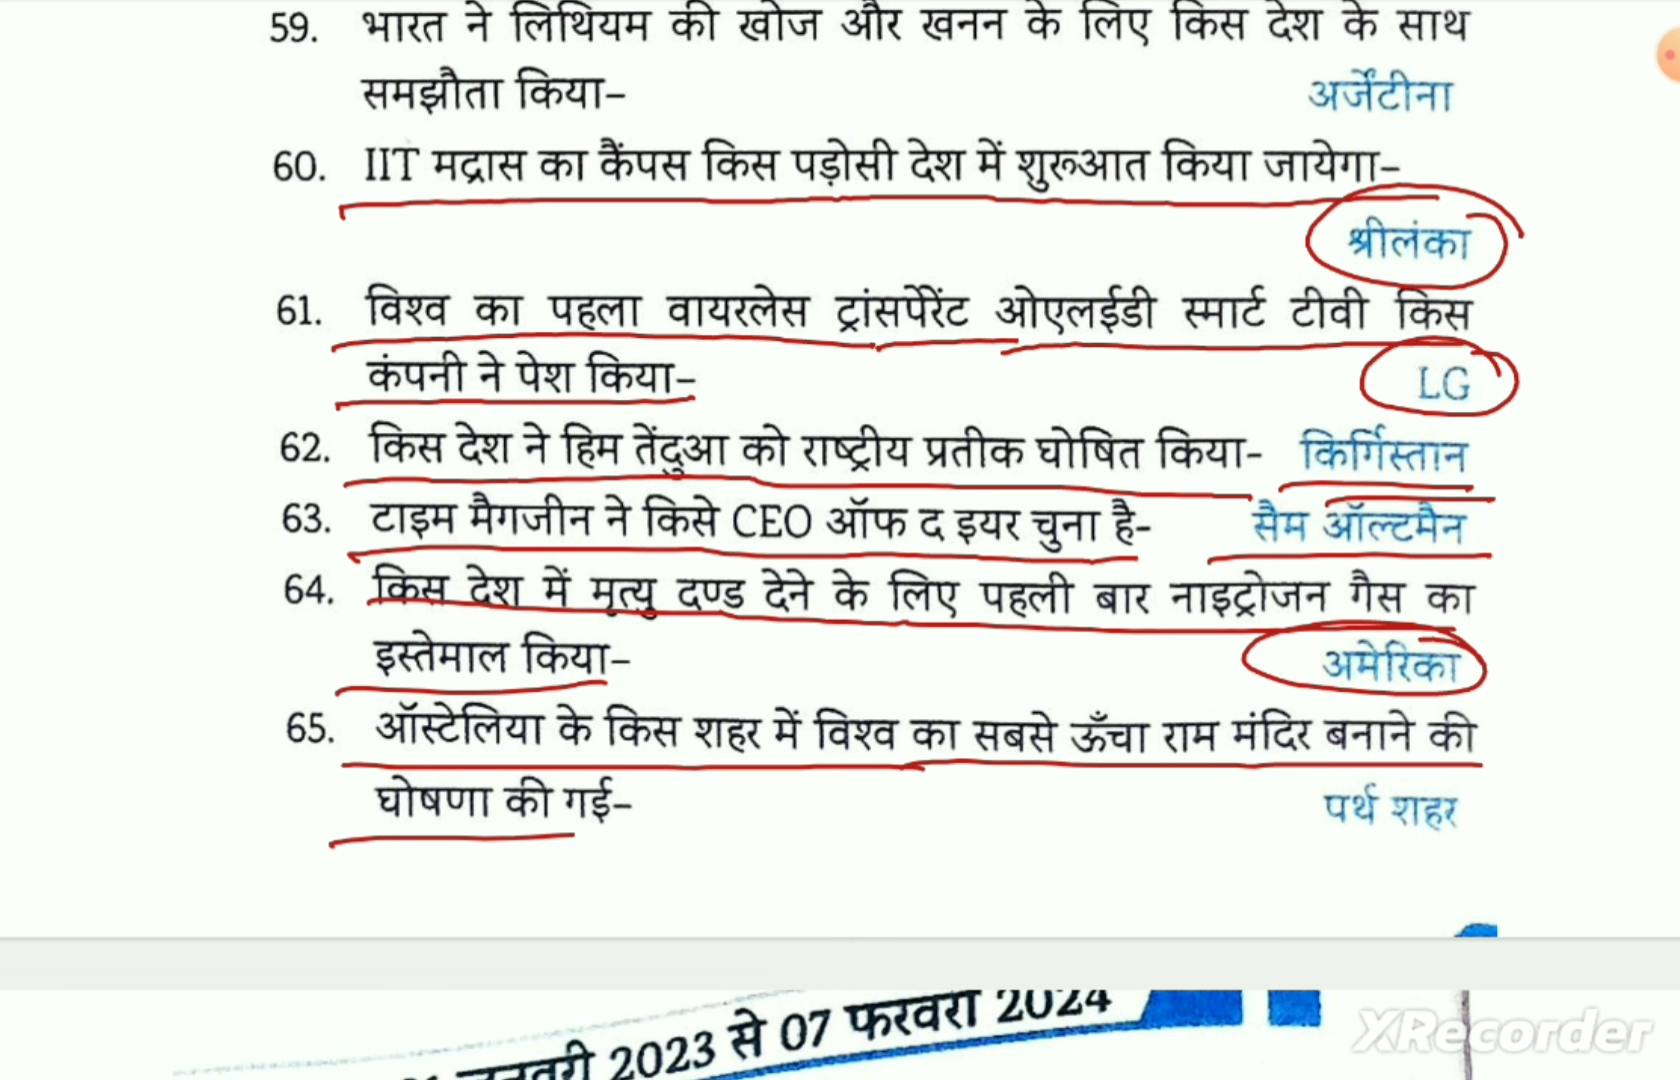 59. भारत ने लिथियम की खोज और खनन के लिए किस देश के साथ
समझौता किया– अर्जेंटीना
60. IIT मद्रास का कैंपस किस पड़ोसी देश में शुरूआत किया जायेगा–
श्रीलंका
61. विश्व का पहला वायरलेस ट्रांसपेरेंट ओएलईडी स्मार्ट टीवी किस
कंपनी ने पेश किया– LG
62. किस देश ने हिम तेंदुआ को राष्ट्रीय प्रतीक घोषित किया- किर्गिस्तान
63. टाइम मैगजीन ने किसे CEO ऑफ द इयर चुना है- सैम ऑल्टमैन
64. किस देश में मृत्यु दण्ड देने के लिए पहली बार नाइट्रोजन गैस का
इस्तेमाल किया– अमेरिका
65. ऑस्टेलिया के किस शहर में विश्व का सबसे ऊँचा राम मंदिर बनाने की
घोषणा की गई– पर्थ शहर
2023 से 07 फरवरी 2024
XRecorder